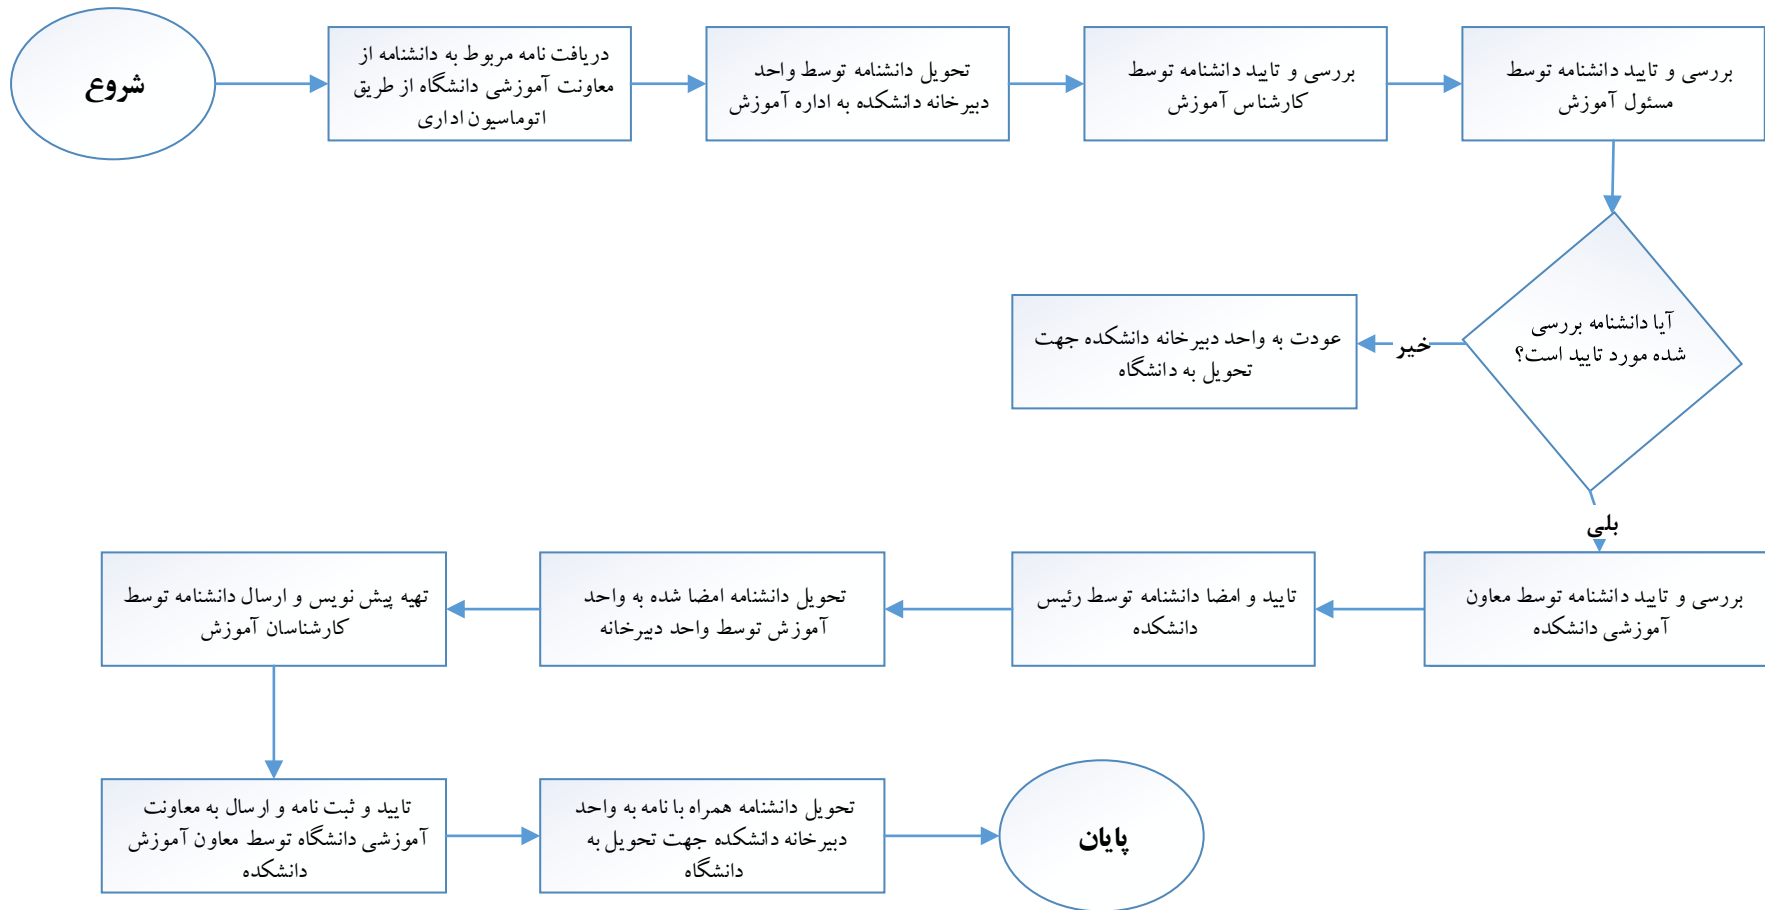 شروع
دریافت نامه مربوط به دانشنامه از
معاونت آموزشی دانشگاه از طریق
اتوماسیون اداری
تحویل دانشنامه توسط واحد
دبیرخانه دانشکده به اداره آموزش
بررسی و تایید دانشنامه توسط
کارشناس آموزش
بررسی و تایید دانشنامه توسط
مسئول آموزش
آیا دانشنامه بررسی
شده مورد تایید است؟
خیر
عودت به واحد دبیرخانه دانشکده جهت
تحویل به دانشگاه
بلی
بررسی و تایید دانشنامه توسط معاون
آموزشی دانشکده
تایید و امضا دانشنامه توسط رئیس
دانشکده
تحویل دانشنامه امضا شده به واحد
آموزش توسط واحد دبیرخانه
تهیه پیش نویس و ارسال دانشنامه توسط
کارشناسان آموزش
تایید و ثبت نامه و ارسال به معاونت
آموزشی دانشگاه توسط معاون آموزش
دانشکده
تحویل دانشنامه همراه با نامه به واحد
دبیرخانه دانشکده جهت تحویل به
دانشگاه
پایان